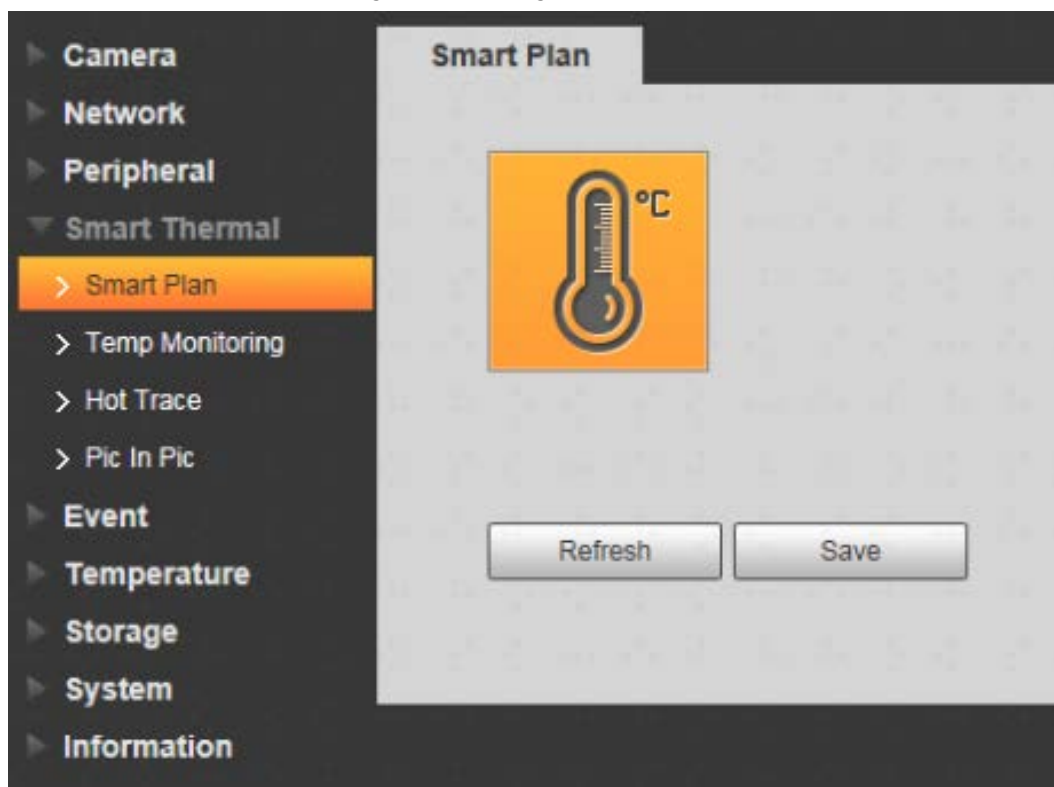 Camera
Network
Peripheral
Smart Thermal
Smart Plan
Temp Monitoring
Hot Trace
Pic In Pic
Event
Temperature
Storage
System
Information
Smart Plan
°C
Refresh
Save